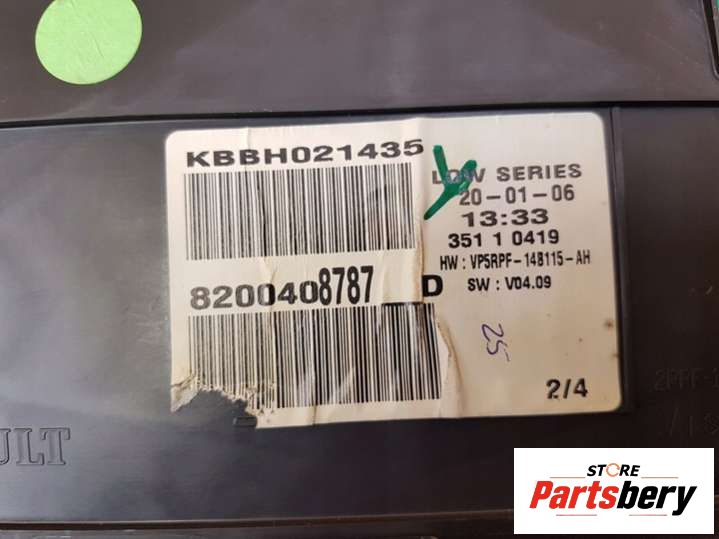 KBBH021435
LOW SERIES
20-01-06
13:33
351 1 0419
HW : VP5RPF-14B115-AH
SW : V04.09
8200408787 D
25
2/4
ULT
STORE
Partsbery